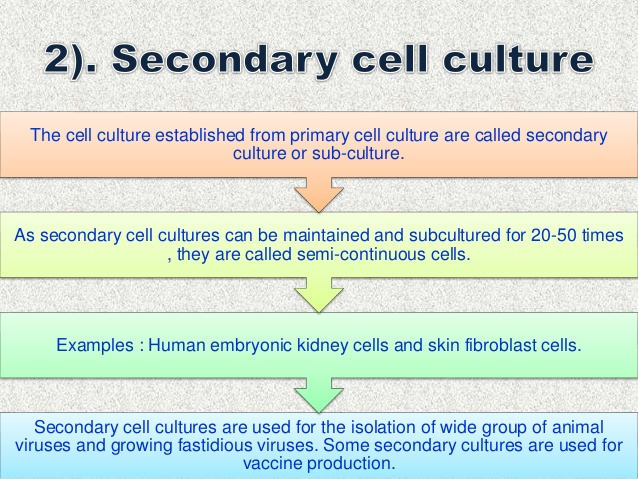 2). Secondary cell culture
The cell culture established from primary cell culture are called secondary
culture or sub-culture.
As secondary cell cultures can be maintained and subcultured for 20-50 times
, they are called semi-continuous cells.
Examples : Human embryonic kidney cells and skin fibroblast cells.
Secondary cell cultures are used for the isolation of wide group of animal
viruses and growing fastidious viruses. Some secondary cultures are used for
vaccine production.